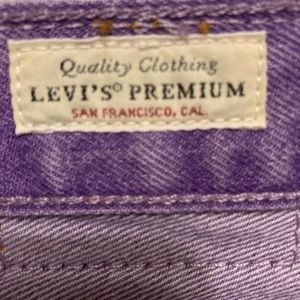 Quality Clothing
LEVI'S® PREMIUM
SAN FRANCISCO, CAL.